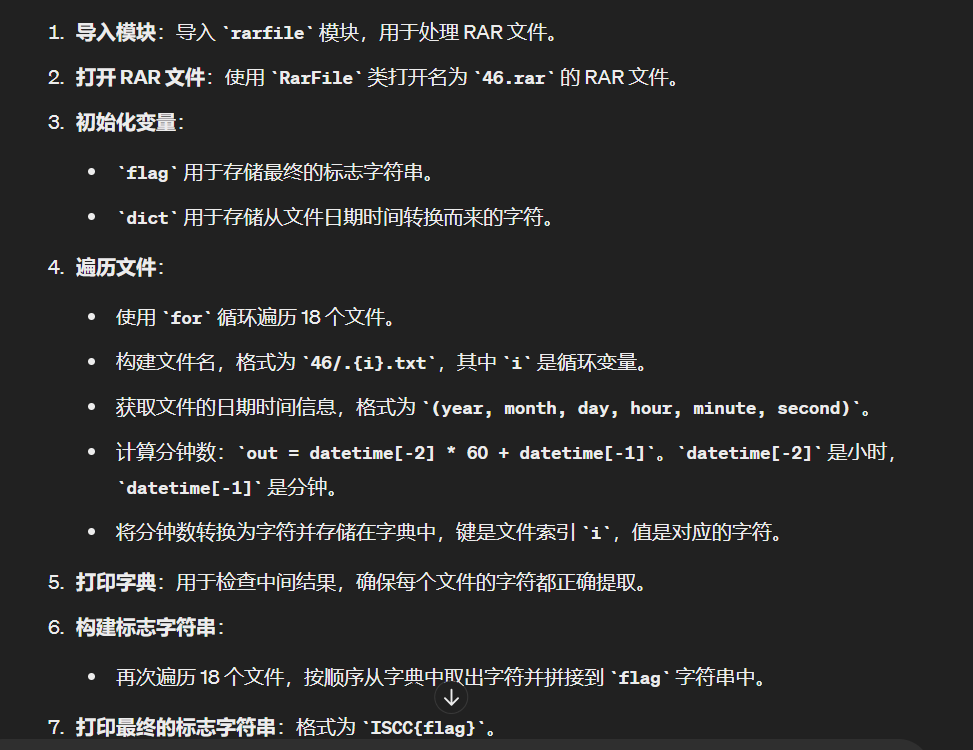 1. 导入模块：导入 `rarfile` 模块，用于处理 RAR 文件。
2. 打开 RAR 文件：使用 `RarFile` 类打开名为 `46.rar` 的 RAR 文件。
3. 初始化变量：
• `flag` 用于存储最终的标志字符串。
• `dict` 用于存储从文件日期时间转换而来的字符。
4. 遍历文件：
• 使用 `for` 循环遍历 18 个文件。
• 构建文件名，格式为 `46/.{i}.txt`，其中 `i` 是循环变量。
• 获取文件的日期时间信息，格式为 `(year, month, day, hour, minute, second)`。
• 计算分钟数：`out = datetime[-2] * 60 + datetime[-1]`。`datetime[-2]` 是小时，
`datetime[-1]` 是分钟。
• 将分钟数转换为字符并存储在字典中，键是文件索引 `i`，值是对应的字符。
5. 打印字典：用于检查中间结果，确保每个文件的字符都正确提取。
6. 构建标志字符串：
• 再次遍历 18 个文件，按顺序从字典中取出字符并拼接到 `flag` 字符串中。
7. 打印最终的标志字符串：格式为 `ISCC{flag}`。